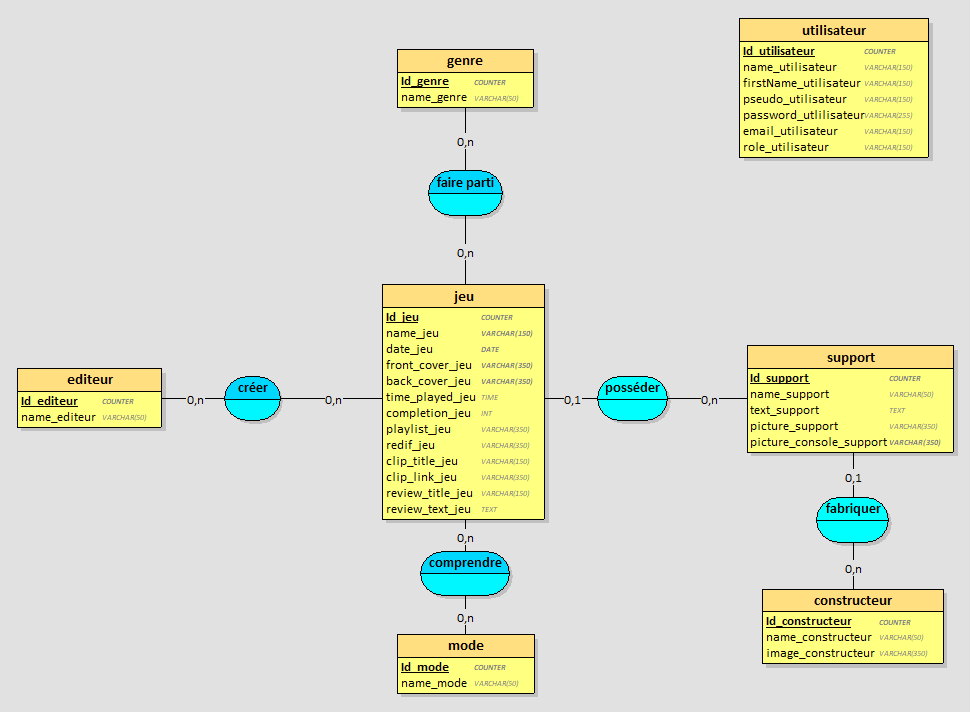 utilisateur
Id_utilisateur COUNTER
name_utilisateur VARCHAR(150)
firstName_utilisateur VARCHAR(150)
pseudo_utilisateur VARCHAR(150)
password_utlilisateur VARCHAR(255)
email_utilisateur VARCHAR(150)
role_utilisateur VARCHAR(150)
genre
Id_genre COUNTER
name_genre VARCHAR(50)
0,n
faire parti
0,n
jeu
Id_jeu COUNTER
name_jeu VARCHAR(150)
date_jeu DATE
front_cover_jeu VARCHAR(350)
back_cover_jeu VARCHAR(350)
time_played_jeu TIME
completion_jeu INT
playlist_jeu VARCHAR(350)
redif_jeu VARCHAR(350)
clip_title_jeu VARCHAR(150)
clip_link_jeu VARCHAR(350)
review_title_jeu VARCHAR(150)
review_text_jeu TEXT
editeur
Id_editeur COUNTER
name_editeur VARCHAR(50)
0,n
créer
0,n
0,1
posséder
0,n
support
Id_support COUNTER
name_support VARCHAR(50)
text_support TEXT
picture_support VARCHAR(350)
picture_console_support VARCHAR(350)
0,1
fabriquer
0,n
constructeur
Id_constructeur COUNTER
name_constructeur VARCHAR(50)
image_constructeur VARCHAR(350)
0,n
comprendre
0,n
mode
Id_mode COUNTER
name_mode VARCHAR(50)